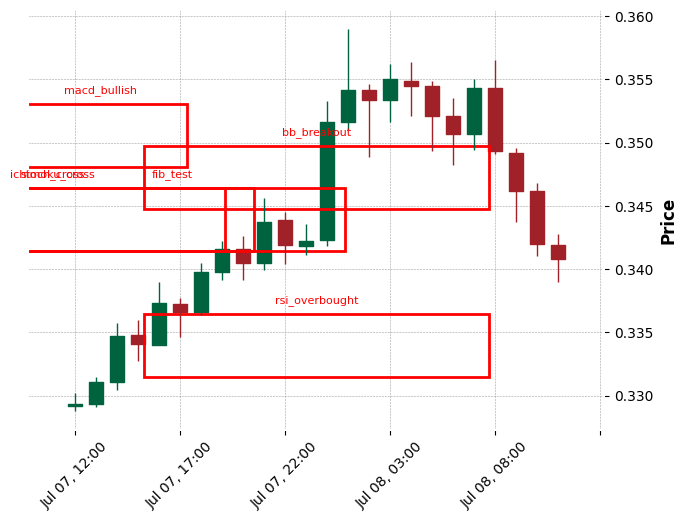 0.360
macd_bullish
0.355
bb_breakout
0.350
fib_test
0.345
0.340
rsi_overbought
0.335
0.330
Price
Jul 07, 12:00
Jul 07, 17:00
Jul 07, 22:00
Jul 08, 03:00
Jul 08, 08:00